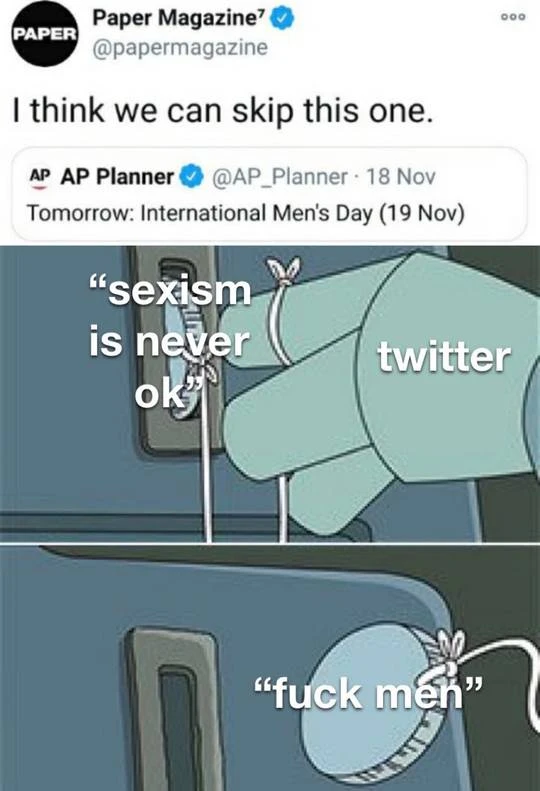 PAPER
Paper Magazine⁷
@papermagazine
I think we can skip this one.
AP AP Planner @AP_Planner · 18 Nov
Tomorrow: International Men's Day (19 Nov)
“sexism
is never
ok”
twitter
“fuck men”